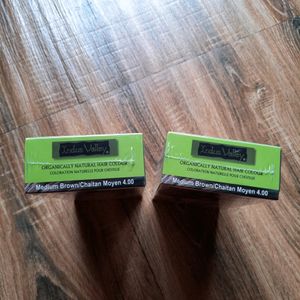 Indus Valley
ORGANICALLY NATURAL HAIR COLOUR
COLORATION NATURELLE POUR CHEVEUX
Medium Brown/Chaitan Moyen 4.00
Indus Valley
ORGANICALLY NATURAL HAIR COLOUR
COLORATION NATURELLE POUR CHEVEUX
Medium Brown/Chaitan Moyen 4.00